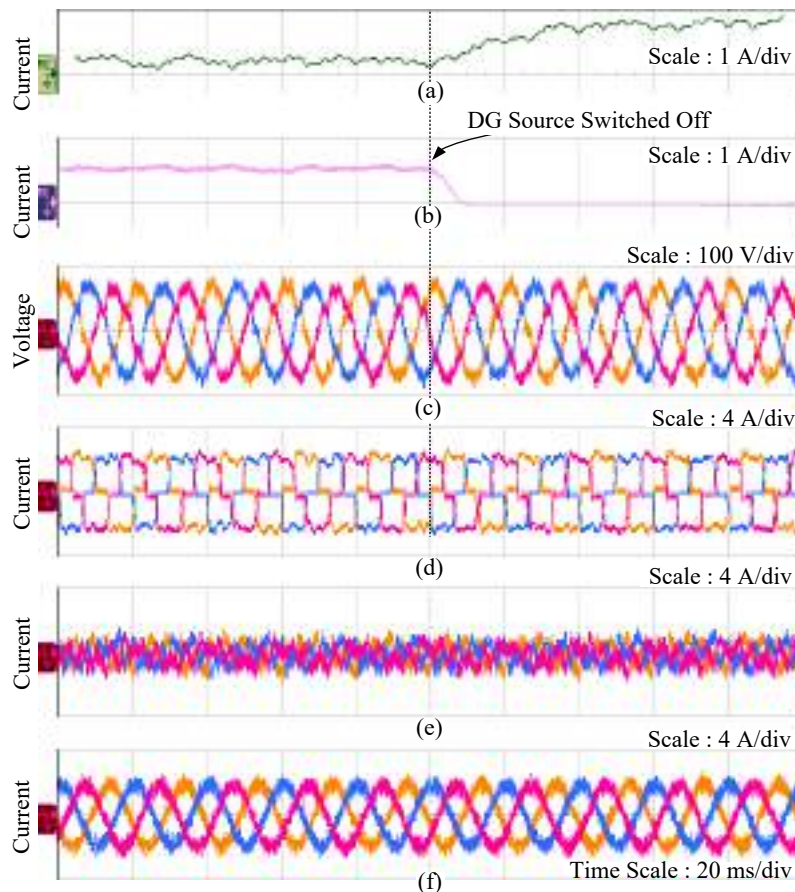 Current
Scale : 1 A/div
(a)
DG Source Switched Off
Current
Scale : 1 A/div
(b)
Scale : 100 V/div
Voltage
(c)
Scale : 4 A/div
Current
(d)
Scale : 4 A/div
Current
(e)
Scale : 4 A/div
Current
Time Scale : 20 ms/div
(f)